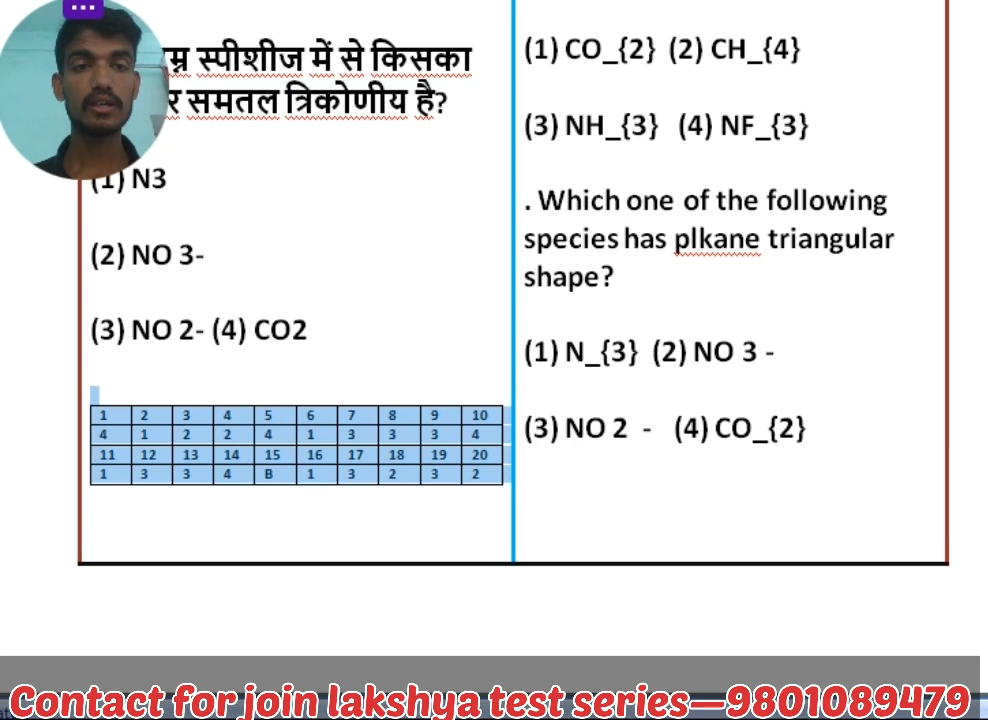 स्पीशीज में से किसका
समतल त्रिकोणीय है?
(1) N3
(2) NO 3-
(3) NO 2- (4) CO2
1 2 3 4 5 6 7 8 9 10
4 1 2 2 4 1 3 3 3 4
11 12 13 14 15 16 17 18 19 20
1 3 3 4 B 1 3 2 3 2
(1) CO_{2} (2) CH_{4}
(3) NH_{3} (4) NF_{3}
. Which one of the following
species has plkane triangular
shape?
(1) N_{3} (2) NO 3 -
(3) NO 2 - (4) CO_{2}
Contact for join lakshya test series—9801089479